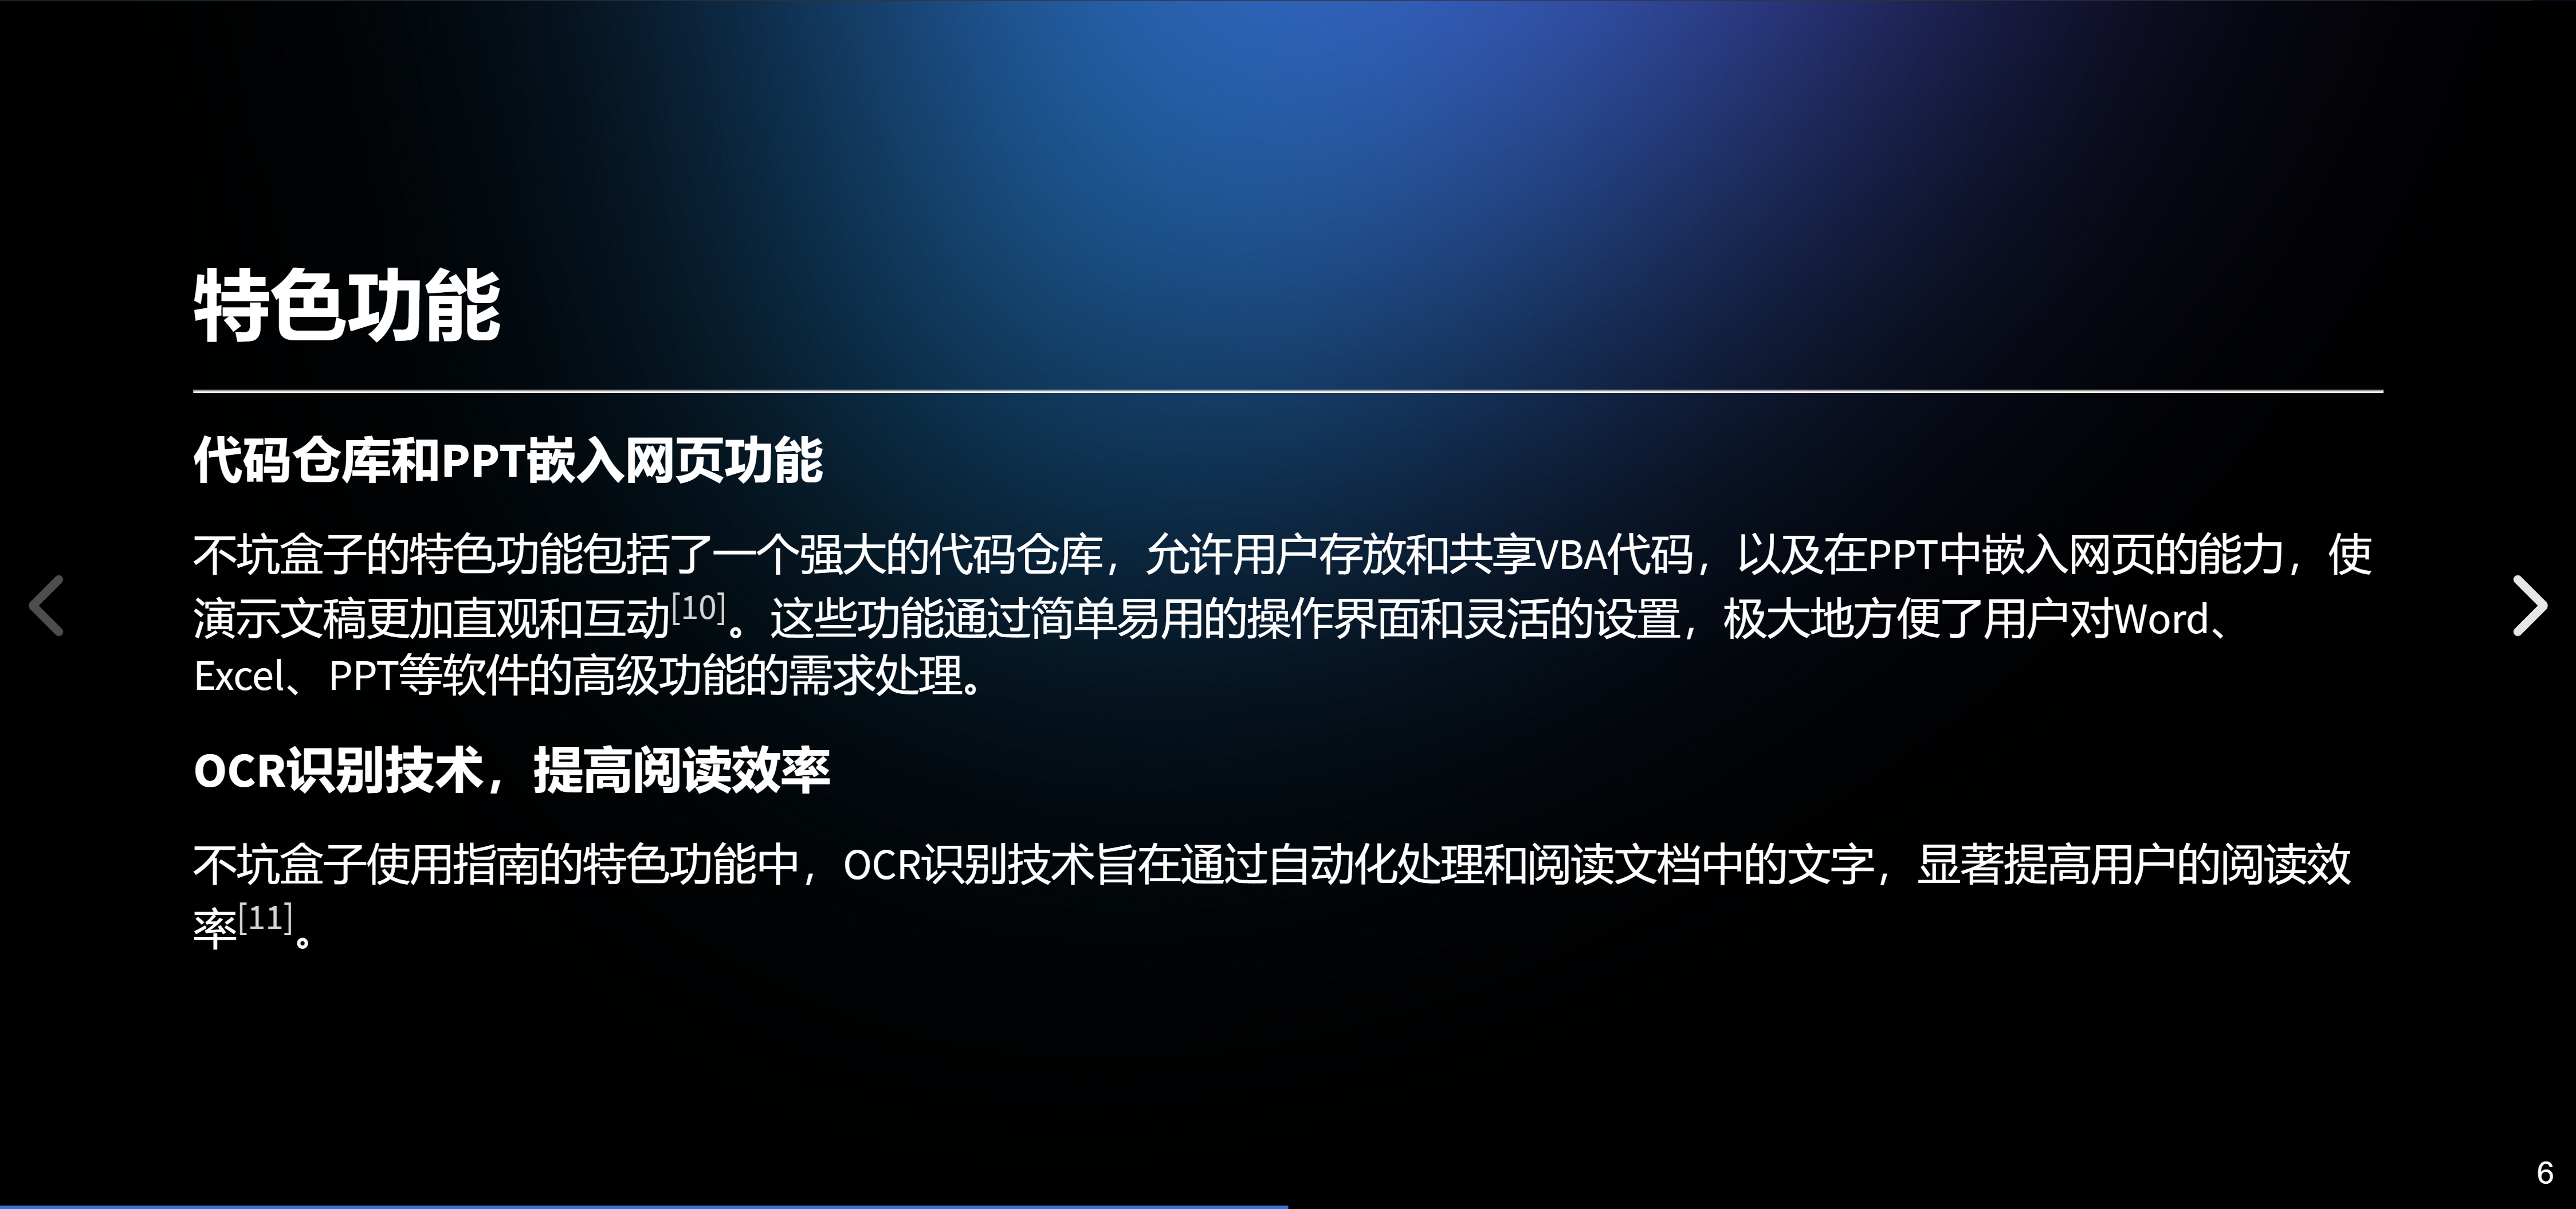 特色功能
代码仓库和PPT嵌入网页功能
不坑盒子的特色功能包括了一个强大的代码仓库，允许用户存放和共享VBA代码，以及在PPT中嵌入网页的能力，使
演示文稿更加直观和互动[10]。这些功能通过简单易用的操作界面和灵活的设置，极大地方便了用户对Word、
Excel、PPT等软件的高级功能的需求处理。
OCR识别技术，提高阅读效率
不坑盒子使用指南的特色功能中，OCR识别技术旨在通过自动化处理和阅读文档中的文字，显著提高用户的阅读效
率[11]。
6